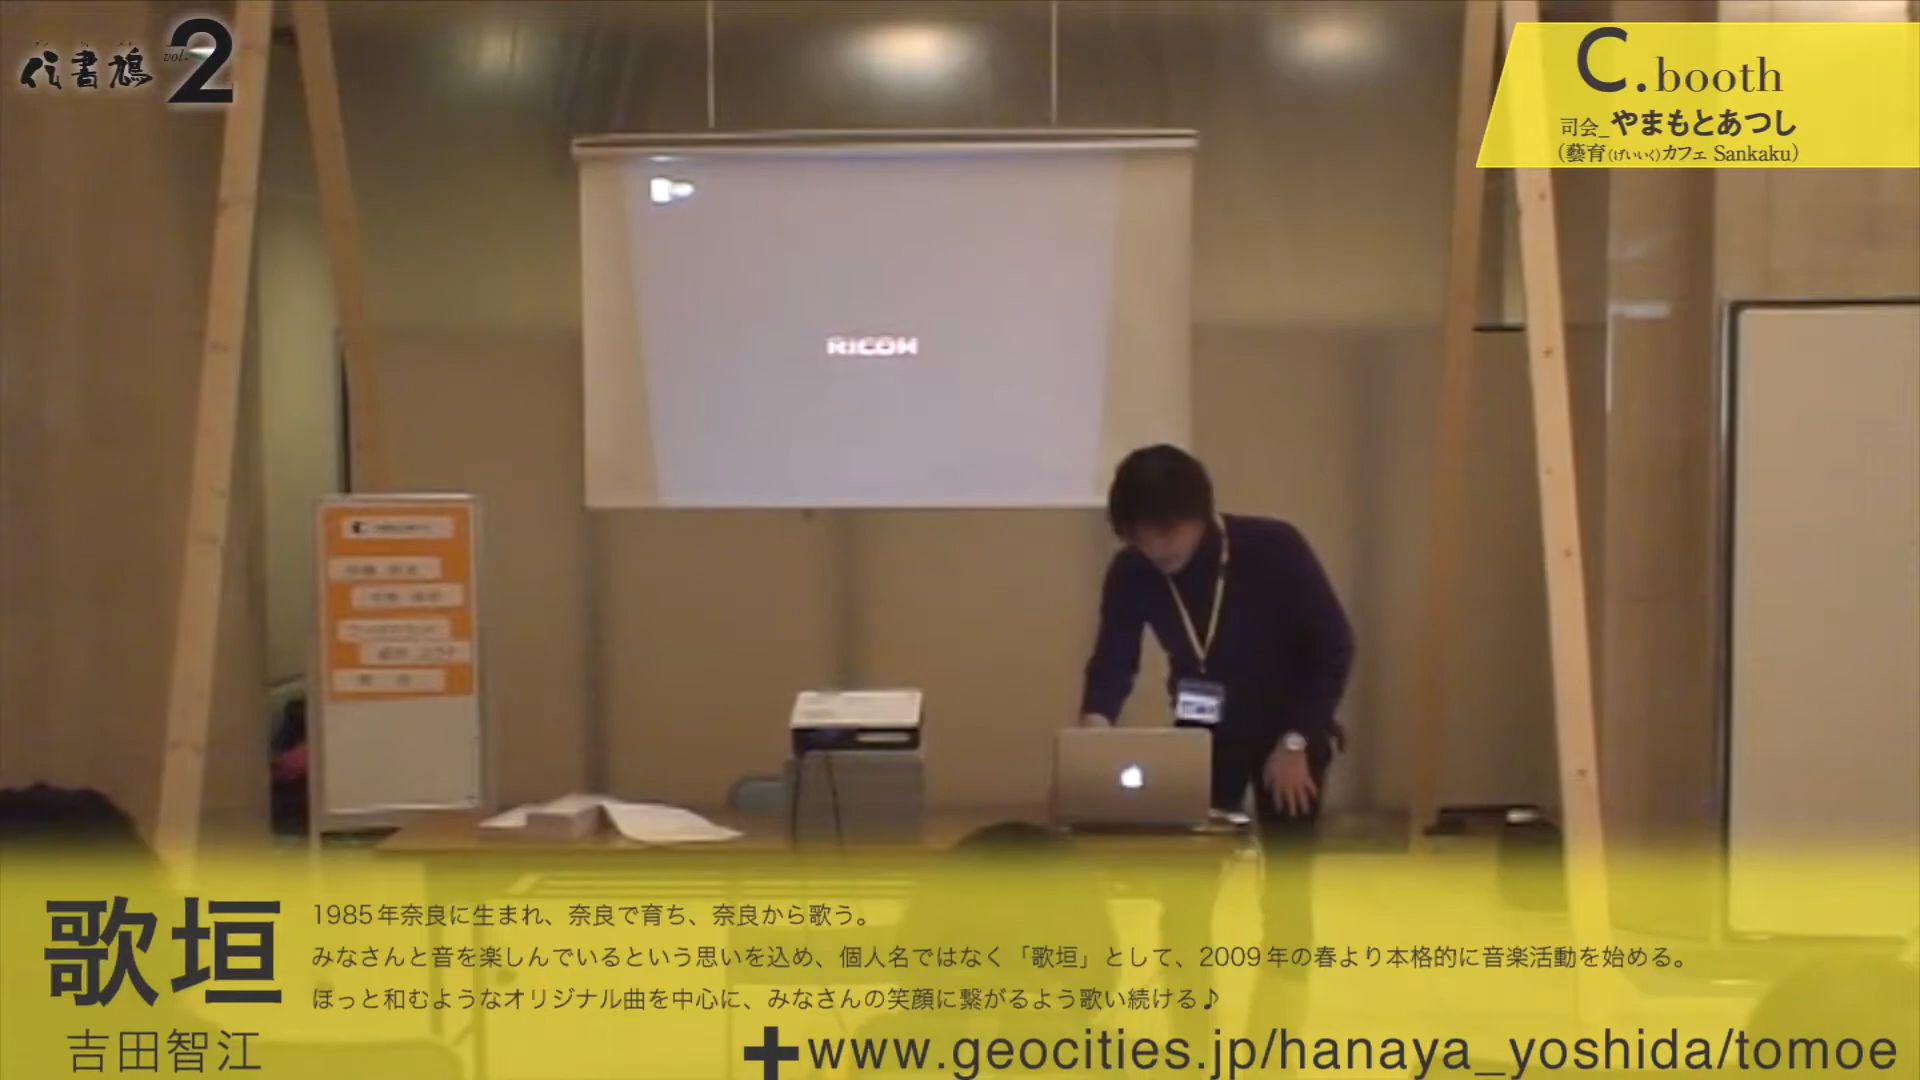 伝書鳩 vol. 2
C.booth
司会_やまもとあつし
(藝育(げいいく)カフェ Sankaku)
RICOH
歌垣
吉田智江
1985年奈良に生まれ、奈良で育ち、奈良から歌う。
みなさんと音を楽しんでいるという思いを込め、個人名ではなく「歌垣」として、2009年の春より本格的に音楽活動を始める。
ほっと和むようなオリジナル曲を中心に、みなさんの笑顔に繋がるよう歌い続ける♪
+www.geocities.jp/hanaya_yoshida/tomoe